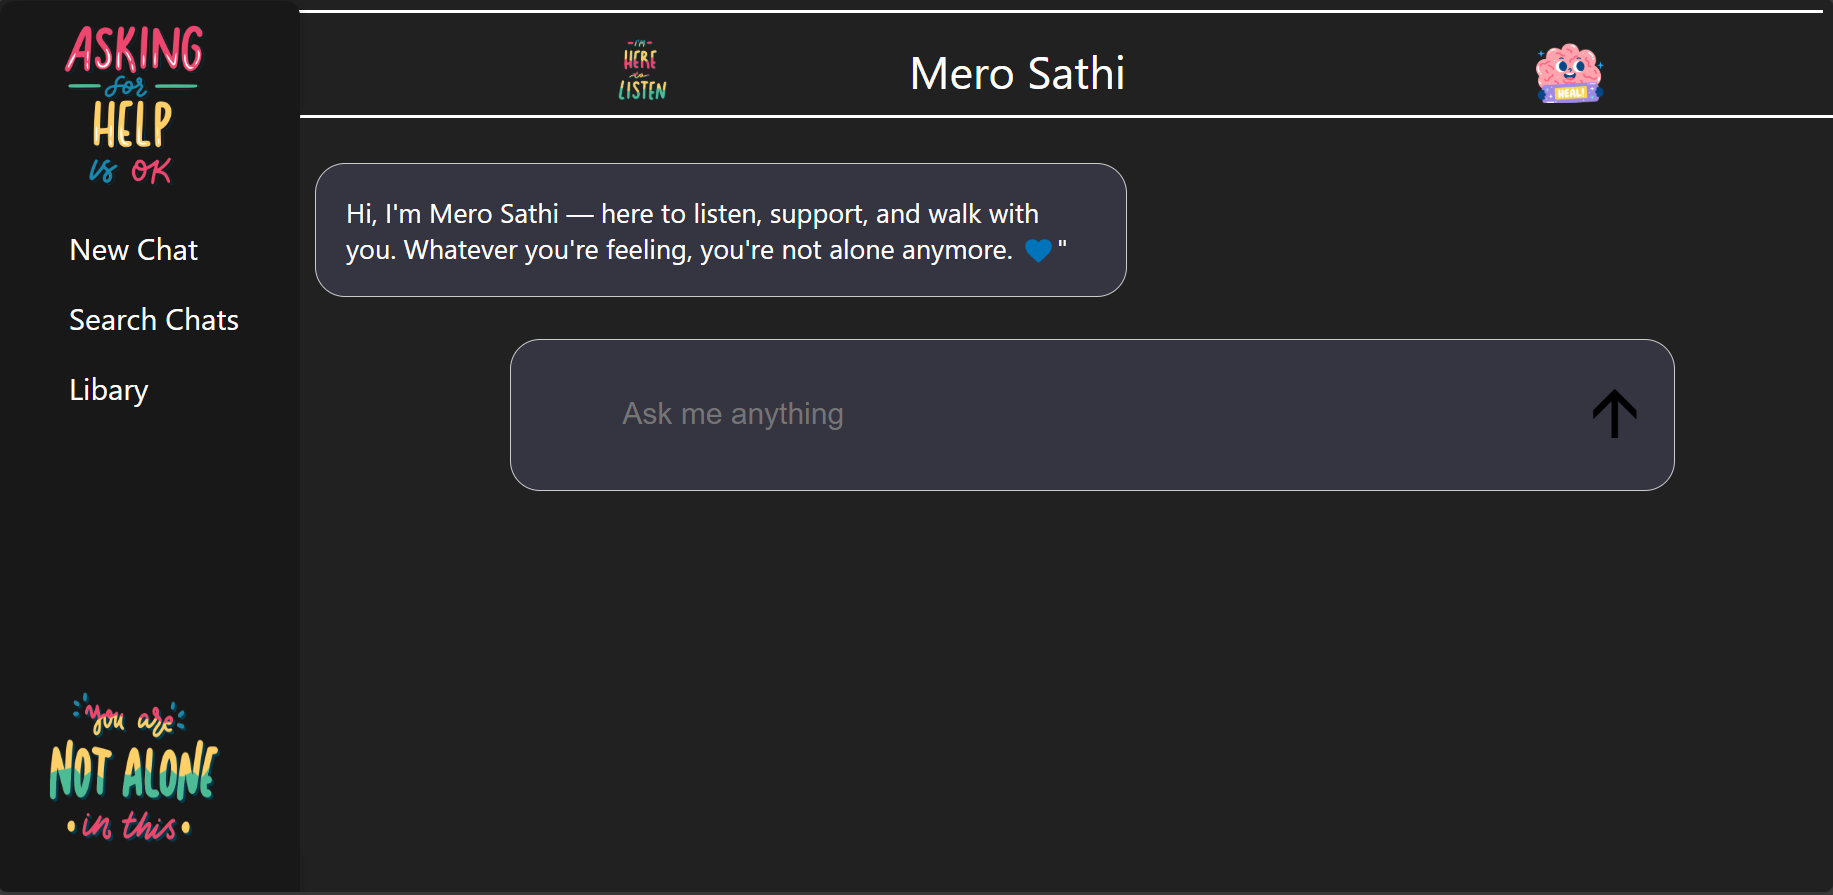 ASKING
for
HELP
is OK
New Chat
Search Chats
Libary
you are
NOT ALONE
in this
I'M
HERE
to
LISTEN
Mero Sathi
HEAL!
Hi, I'm Mero Sathi — here to listen, support, and walk with
you. Whatever you're feeling, you're not alone anymore. 💙"
Ask me anything